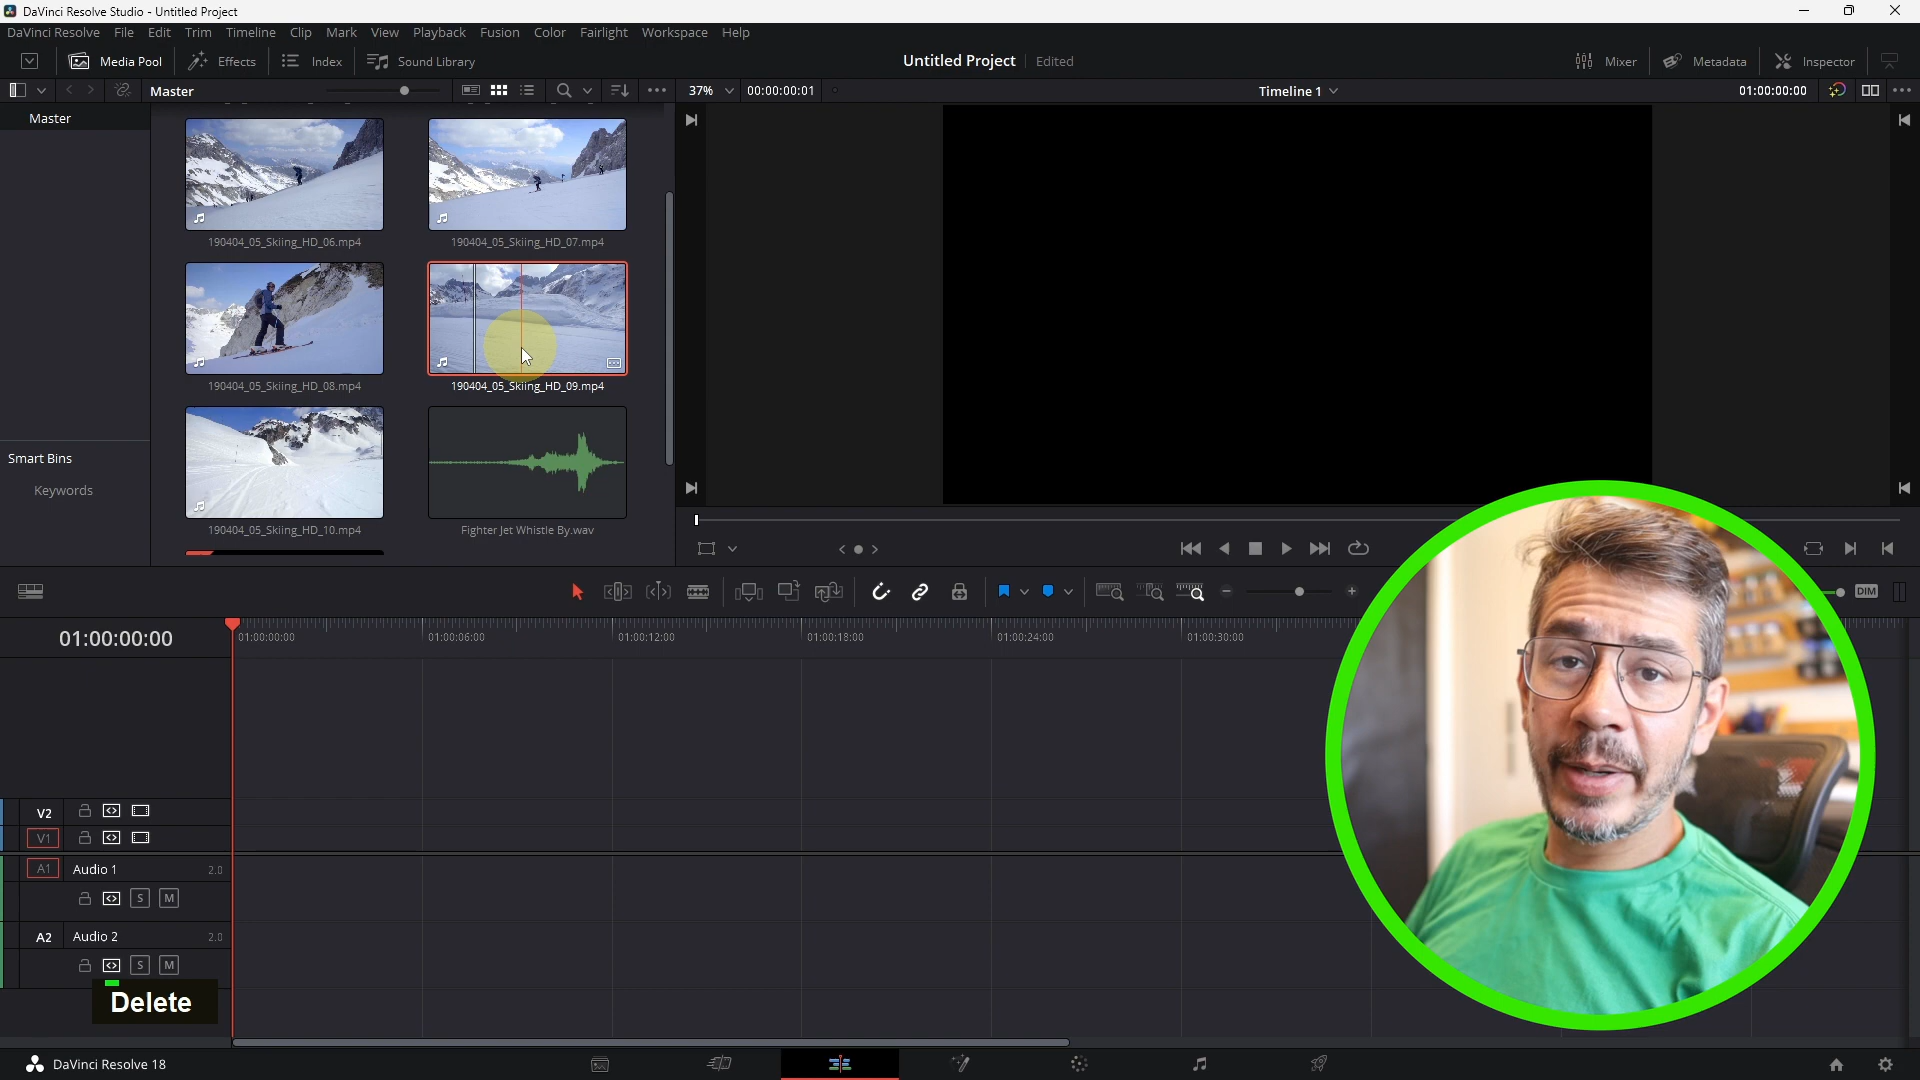 DaVinci Resolve Studio - Untitled Project
DaVinci Resolve File Edit Trim Timeline Clip Mark View Playback Fusion Color Fairlight Workspace Help
Media Pool Effects Index Sound Library Untitled Project Edited Mixer Metadata Inspector
Master 37% 00:00:00:01 Timeline 1 01:00:00:00
Master
190404_05_Skiing_HD_06.mp4 190404_05_Skiing_HD_07.mp4
190404_05_Skiing_HD_08.mp4 190404_05_Skiing_HD_09.mp4
Smart Bins
Keywords
190404_05_Skiing_HD_10.mp4 Fighter Jet Whistle By.wav
DIM
01:00:00:00 01:00:00:00 01:00:06:00 01:00:12:00 01:00:18:00 01:00:24:00 01:00:30:00
V2
V1
A1 Audio 1 2.0
S M
A2 Audio 2 2.0
S M
Delete
DaVinci Resolve 18